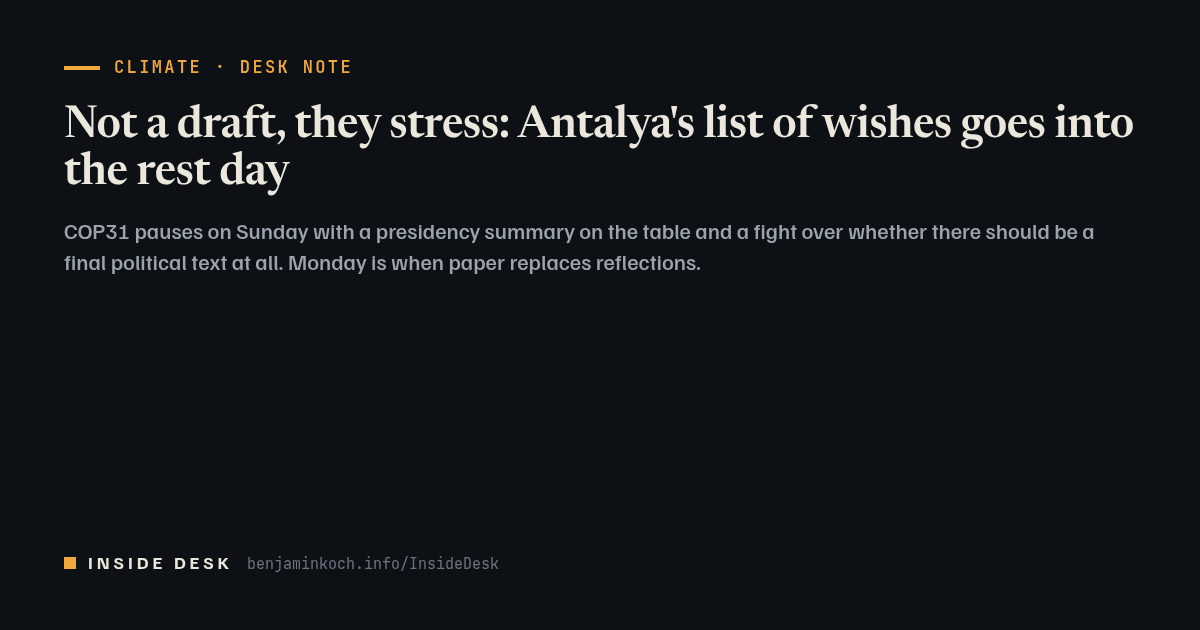 CLIMATE · DESK NOTE
Not a draft, they stress: Antalya's list of wishes goes into
the rest day
COP31 pauses on Sunday with a presidency summary on the table and a fight over whether there should be a
final political text at all. Monday is when paper replaces reflections.
INSIDE DESK benjaminkoch.info/InsideDesk